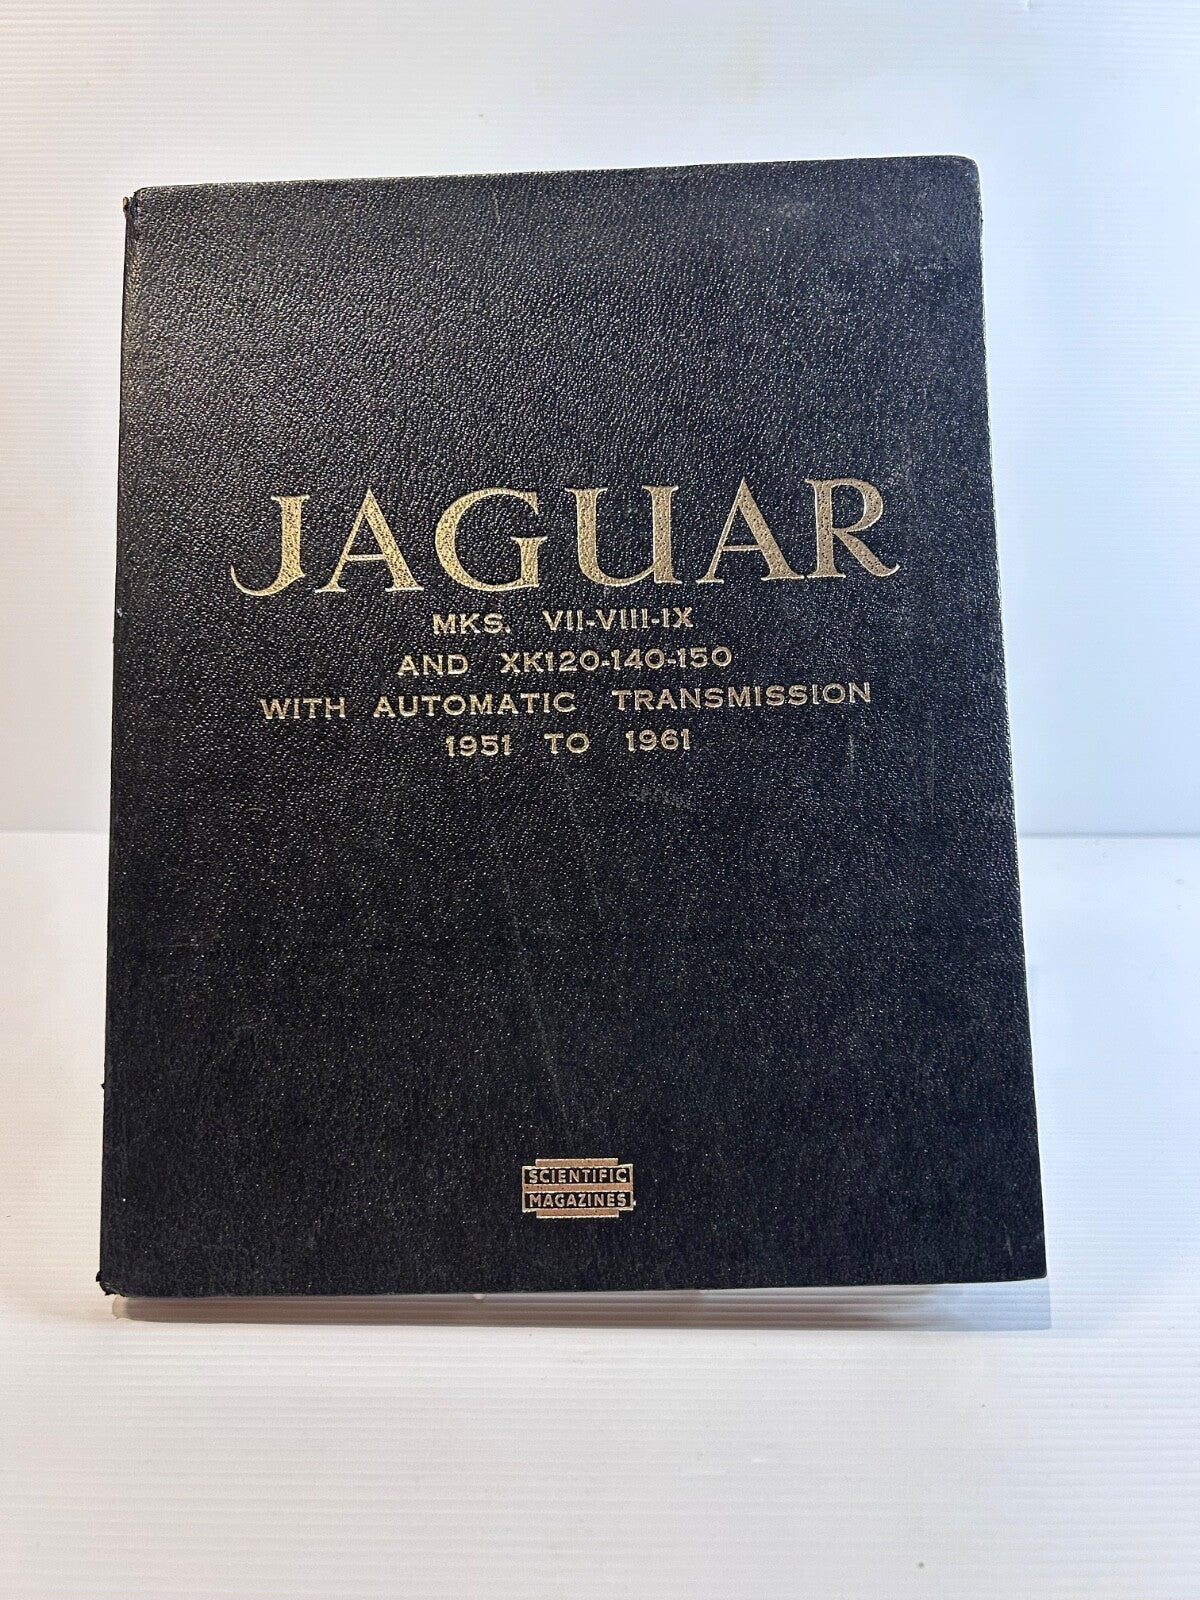 JAGUAR
MKS. VII-VIII-IX
AND XK120-140-150
WITH AUTOMATIC TRANSMISSION
1951 TO 1961
SCIENTIFIC
MAGAZINES